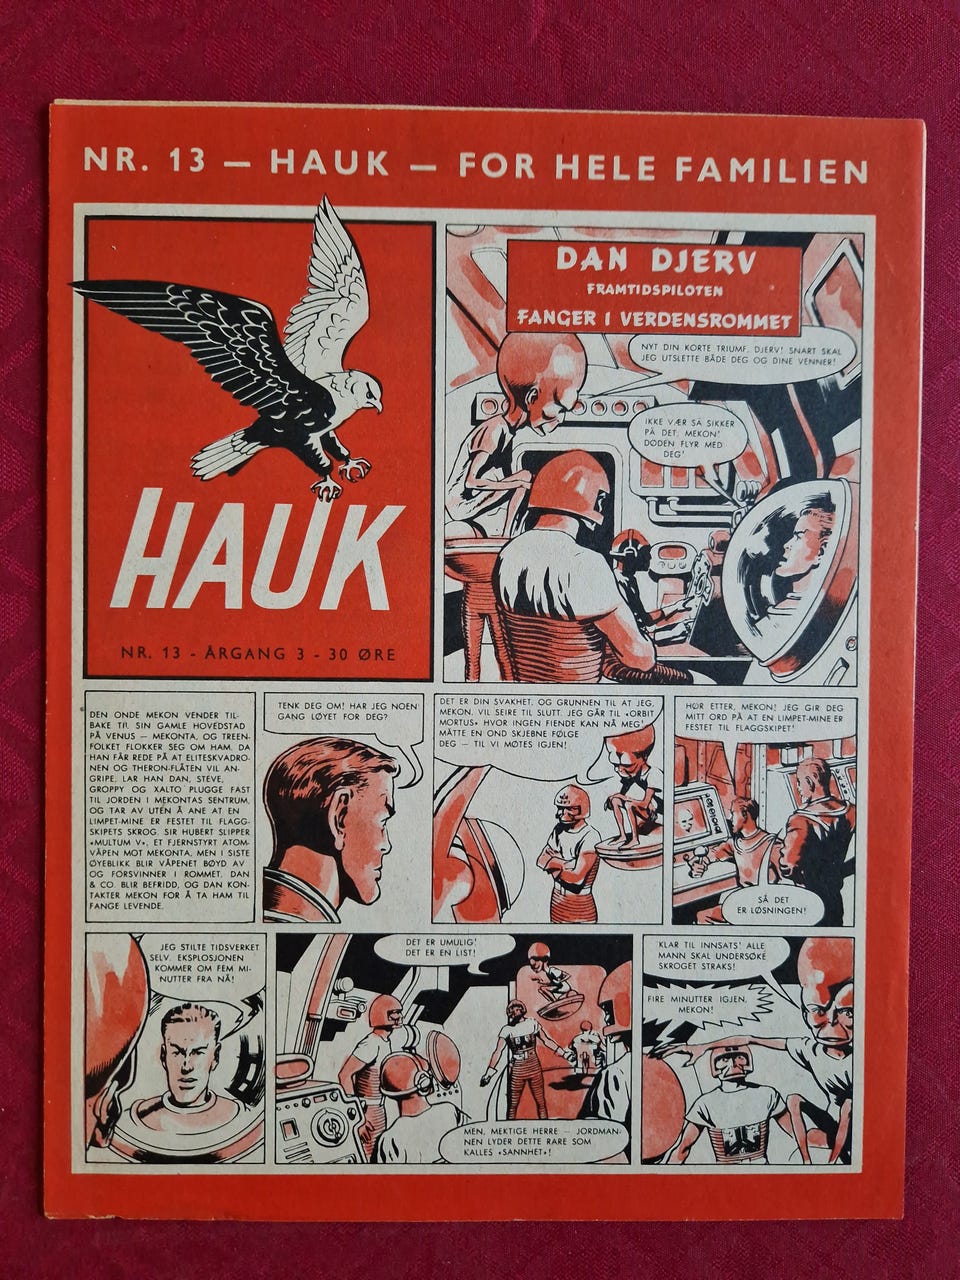 NR. 13 — HAUK — FOR HELE FAMILIEN
HAUK
NR. 13 - ÅRGANG 3 - 30 ØRE
DAN DJERV
FRAMTIDSPILOTEN
FANGER I VERDENSROMMET
NYT DIN KORTE TRIUMF, DJERV! SNART SKAL
JEG UTSLETTE BÅDE DEG OG DINE VENNER!
IKKE VÆR SÅ SIKKER
PÅ DET, MEKON!
DØDEN FLYR MED
DEG!
DEN ONDE MEKON VENDER TIL-
BAKE TIL SIN GAMLE HOVEDSTAD
PÅ VENUS — MEKONTA, OG TREEN-
FOLKET FLOKKER SEG OM HAM. DA
HAN FÅR REDE PÅ AT ELITESKVADRO-
NEN OG THERON-FLÅTEN VIL AN-
GRIPE, LAR HAN DAN, STEVE,
GROPPY OG XALTO PLUGGE FAST
TIL JORDEN I MEKONTAS SENTRUM,
OG TAR AV UTEN Å ANE AT EN
LIMPET-MINE ER FESTET TIL FLAGG-
SKIPETS SKROG. SIR HUBERT SLIPPER
«MULTUM V», ET FJERNSTYRT ATOM-
VÅPEN MOT MEKONTA, MEN I SISTE
ØYEBLIKK BLIR VÅPENET BØYD AV
OG FORSVINNER I ROMMET. DAN
& CO. BLIR BEFRIDD, OG DAN KON-
TAKTER MEKON FOR Å TA HAM TIL
FANGE LEVENDE.
TENK DEG OM! HAR JEG NOEN
GANG LØYET FOR DEG?
DET ER DIN SVAKHET, OG GRUNNEN TIL AT JEG,
MEKON, VIL SEIRE TIL SLUTT. JEG GÅR TIL «ORBIT
MORTUS» HVOR INGEN FIENDE KAN NÅ MEG!
MÅTTE EN OND SKJEBNE FØLGE
DEG — TIL VI MØTES IGJEN!
HØR ETTER, MEKON! JEG GIR DEG
MITT ORD PÅ AT EN LIMPET-MINE ER
FESTET TIL FLAGGSKIPET!
SÅ DET
ER LØSNINGEN!
JEG STILTE TIDSVERKET
SELV. EKSPLOSJONEN
KOMMER OM FEM MI-
NUTTER FRA NÅ!
DET ER UMULIG!
DET ER EN LIST!
MEN, MEKTIGE HERRE — JORDMAN-
NEN LYDER DETTE RARE SOM
KALLES «SANNHET»!
KLAR TIL INNSATS! ALLE
MANN SKAL UNDERSØKE
SKROGET STRAKS!
FIRE MINUTTER IGJEN,
MEKON!